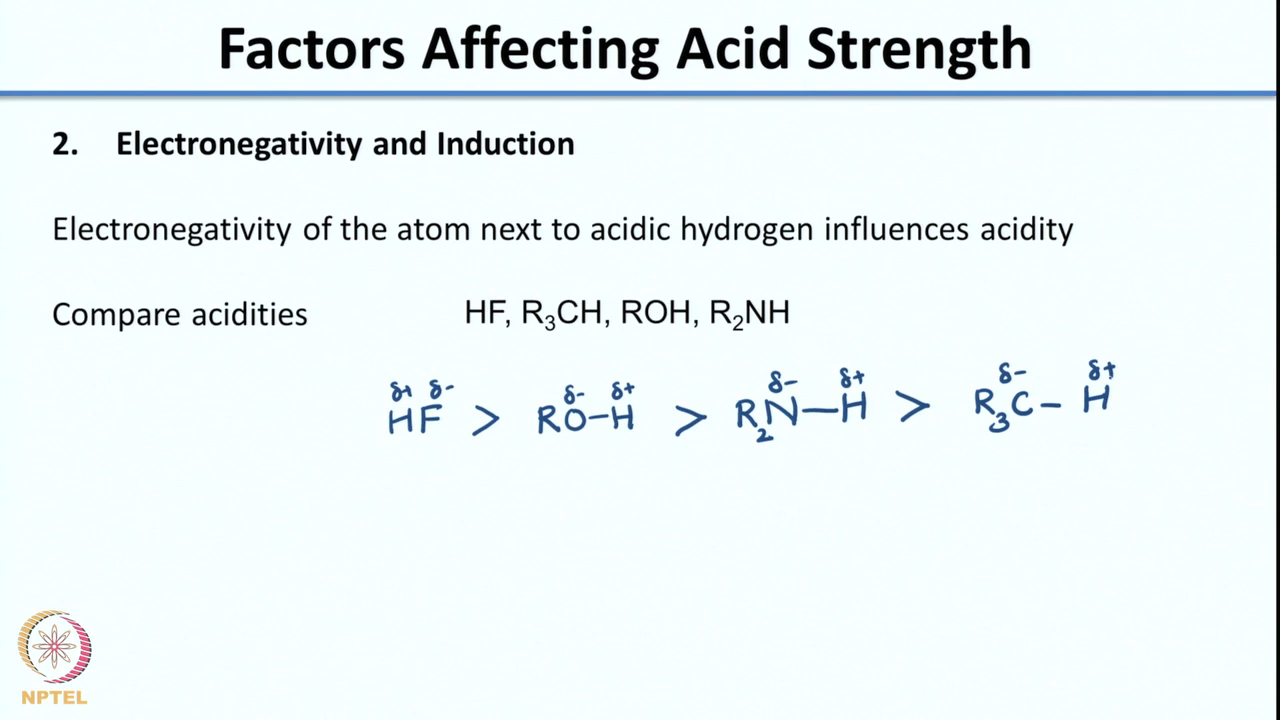 Factors Affecting Acid Strength
2. Electronegativity and Induction
Electronegativity of the atom next to acidic hydrogen influences acidity
Compare acidities HF, R₃CH, ROH, R₂NH
δ+ δ- δ- δ+ δ- δ+ δ- δ+
HF > RO–H > R₂N–H > R₃C–H
NPTEL